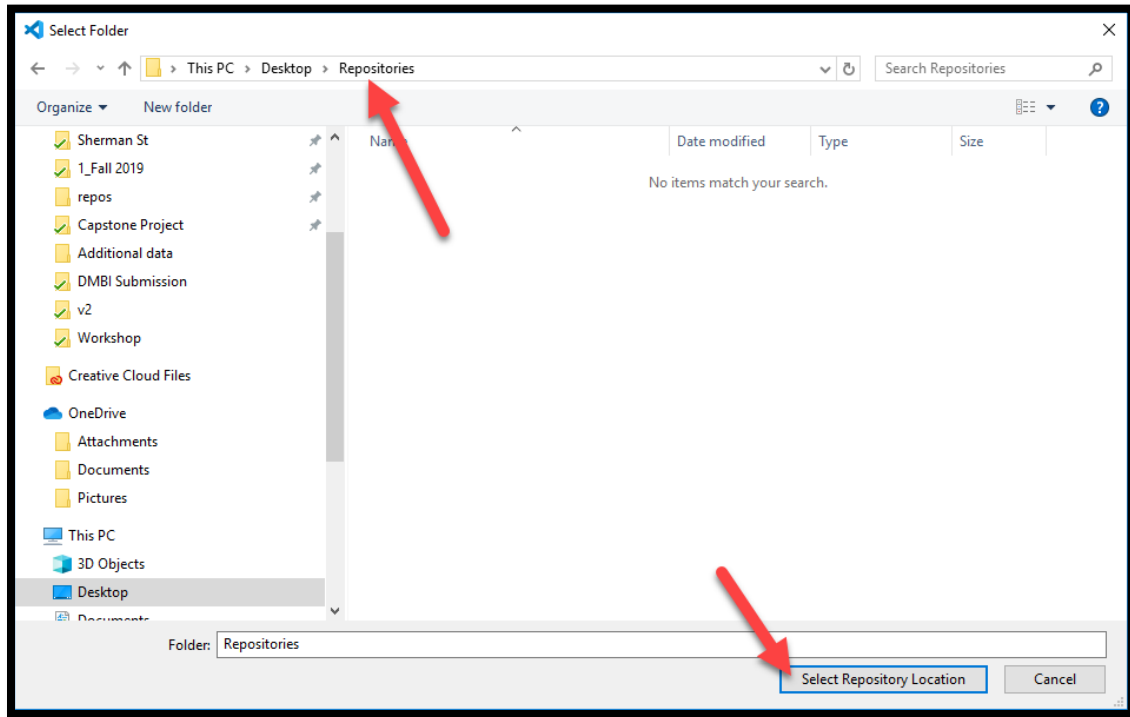 Select Folder
This PC > Desktop > Repositories
Search Repositories
Organize
New folder
Name
Date modified
Type
Size
No items match your search.
Sherman St
1_Fall 2019
repos
Capstone Project
Additional data
DMBI Submission
v2
Workshop
Creative Cloud Files
OneDrive
Attachments
Documents
Pictures
This PC
3D Objects
Desktop
Documents
Folder: Repositories
Select Repository Location
Cancel